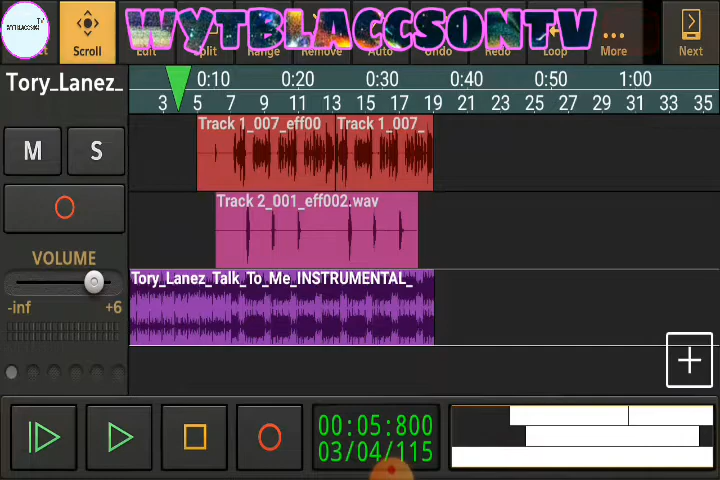 WYTBLACCSONTV
Scroll
Edit
Split
Range
Remove
Auto
Undo
Redo
Loop
More
Next
Tory_Lanez_
0:10 0:20 0:30 0:40 0:50 1:00
3 5 7 9 11 13 15 17 19 21 23 25 27 29 31 33 35
Track 1_007_eff00
Track 1_007_
M S
Track 2_001_eff002.wav
VOLUME
-inf +6
Tory_Lanez_Talk_To_Me_INSTRUMENTAL_
+
00:05:800
03/04/115